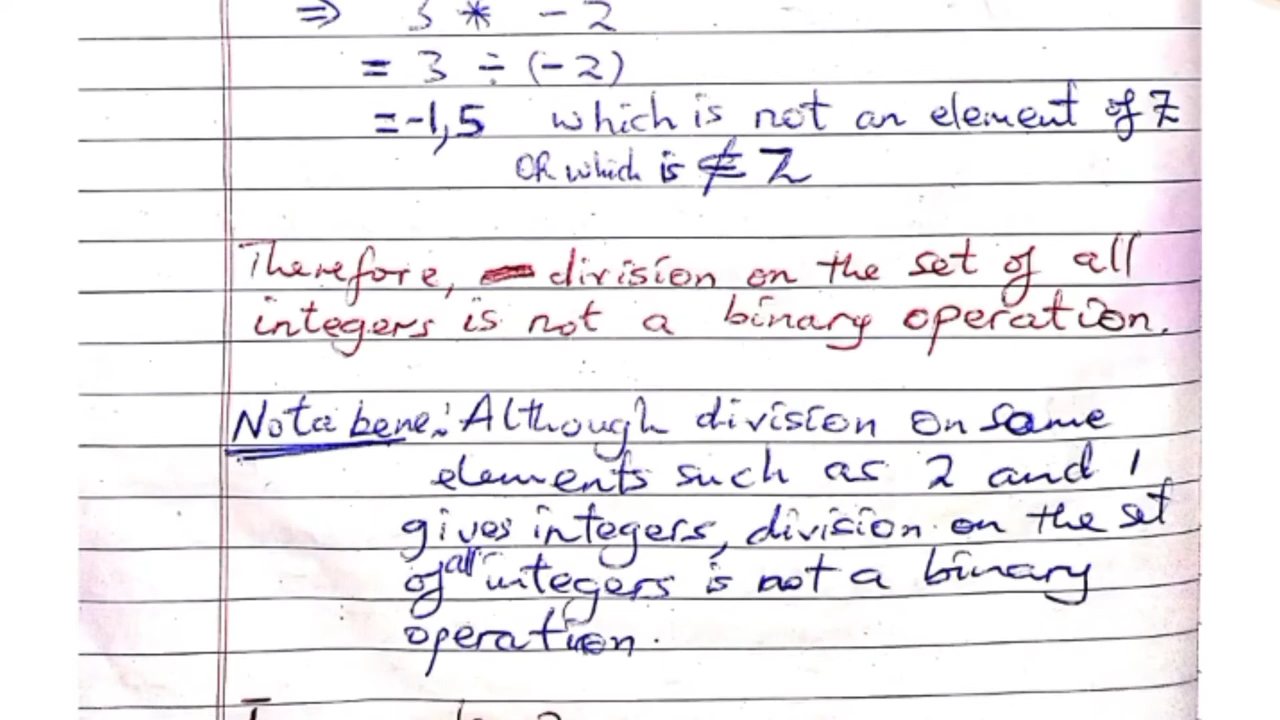 ⇒ 3 * - 2
= 3 ÷ (-2)
= -1,5 which is not an element of Z
OR which is ∉ Z
Therefore, division on the set of all
integers is not a binary operation.
Nota bene: Although division on some
elements such as 2 and 1
gives integers, division on the set
of all integers is not a binary
operation.